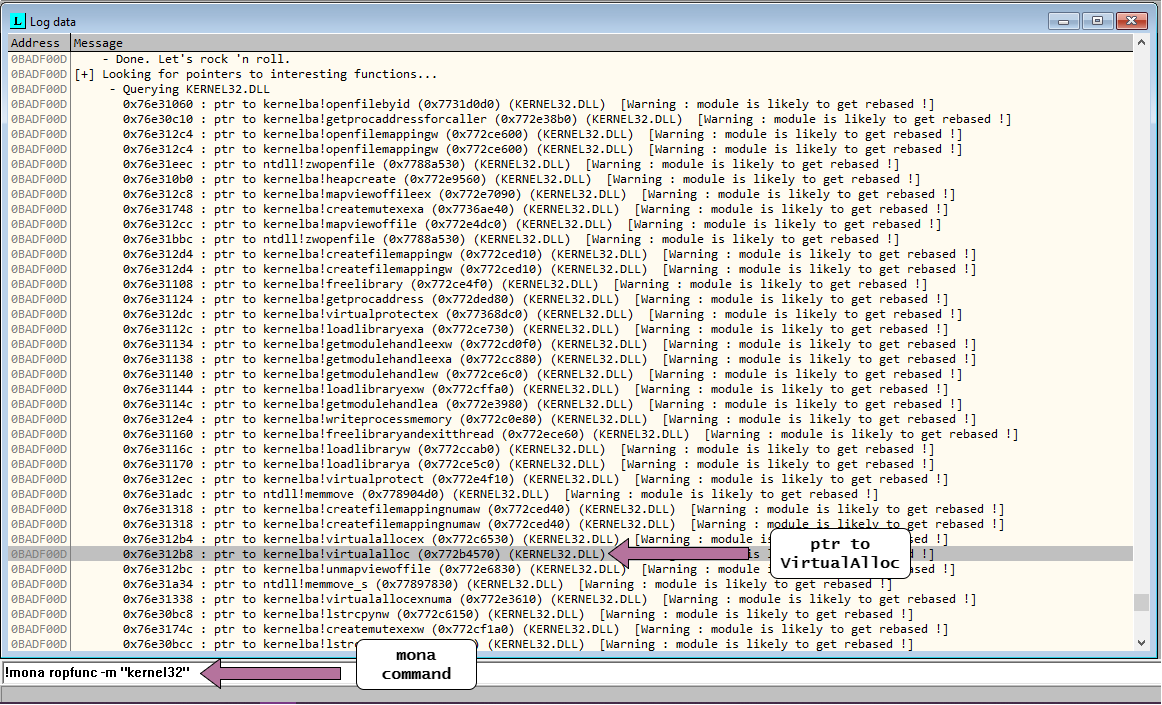 L Log data
Address Message
0BADF00D - Done. Let's rock 'n roll.
0BADF00D [+] Looking for pointers to interesting functions...
0BADF00D - Querying KERNEL32.DLL
0BADF00D 0x76e31060 : ptr to kernelba!openfilebyid (0x7731d0d0) (KERNEL32.DLL) [Warning : module is likely to get rebased !]
0BADF00D 0x76e30c10 : ptr to kernelba!getprocaddressforcaller (0x772e38b0) (KERNEL32.DLL) [Warning : module is likely to get rebased !]
0BADF00D 0x76e312c4 : ptr to kernelba!openfilemappingw (0x772ce600) (KERNEL32.DLL) [Warning : module is likely to get rebased !]
0BADF00D 0x76e312c4 : ptr to kernelba!openfilemappingw (0x772ce600) (KERNEL32.DLL) [Warning : module is likely to get rebased !]
0BADF00D 0x76e31eec : ptr to ntdll!zwopenfile (0x7788a530) (KERNEL32.DLL) [Warning : module is likely to get rebased !]
0BADF00D 0x76e310b0 : ptr to kernelba!heapcreate (0x772e9560) (KERNEL32.DLL) [Warning : module is likely to get rebased !]
0BADF00D 0x76e312c8 : ptr to kernelba!mapviewoffileex (0x772e7090) (KERNEL32.DLL) [Warning : module is likely to get rebased !]
0BADF00D 0x76e31748 : ptr to kernelba!createmutexexa (0x7736ae40) (KERNEL32.DLL) [Warning : module is likely to get rebased !]
0BADF00D 0x76e312cc : ptr to kernelba!mapviewoffile (0x772e4dc0) (KERNEL32.DLL) [Warning : module is likely to get rebased !]
0BADF00D 0x76e31bbc : ptr to ntdll!zwopenfile (0x7788a530) (KERNEL32.DLL) [Warning : module is likely to get rebased !]
0BADF00D 0x76e312d4 : ptr to kernelba!createfilemappingw (0x772ced10) (KERNEL32.DLL) [Warning : module is likely to get rebased !]
0BADF00D 0x76e312d4 : ptr to kernelba!createfilemappingw (0x772ced10) (KERNEL32.DLL) [Warning : module is likely to get rebased !]
0BADF00D 0x76e31108 : ptr to kernelba!freelibrary (0x772ce4f0) (KERNEL32.DLL) [Warning : module is likely to get rebased !]
0BADF00D 0x76e31124 : ptr to kernelba!getprocaddress (0x772ded80) (KERNEL32.DLL) [Warning : module is likely to get rebased !]
0BADF00D 0x76e312dc : ptr to kernelba!virtualprotectex (0x77368dc0) (KERNEL32.DLL) [Warning : module is likely to get rebased !]
0BADF00D 0x76e3112c : ptr to kernelba!loadlibraryexa (0x772ce730) (KERNEL32.DLL) [Warning : module is likely to get rebased !]
0BADF00D 0x76e31134 : ptr to kernelba!getmodulehandleexw (0x772cd0f0) (KERNEL32.DLL) [Warning : module is likely to get rebased !]
0BADF00D 0x76e31138 : ptr to kernelba!getmodulehandleexa (0x772cc880) (KERNEL32.DLL) [Warning : module is likely to get rebased !]
0BADF00D 0x76e31140 : ptr to kernelba!getmodulehandlew (0x772ce6c0) (KERNEL32.DLL) [Warning : module is likely to get rebased !]
0BADF00D 0x76e31144 : ptr to kernelba!loadlibraryexw (0x772cffa0) (KERNEL32.DLL) [Warning : module is likely to get rebased !]
0BADF00D 0x76e3114c : ptr to kernelba!getmodulehandlea (0x772e3980) (KERNEL32.DLL) [Warning : module is likely to get rebased !]
0BADF00D 0x76e312e4 : ptr to kernelba!writeprocessmemory (0x772c0e80) (KERNEL32.DLL) [Warning : module is likely to get rebased !]
0BADF00D 0x76e31160 : ptr to kernelba!freelibraryandexitthread (0x772ece60) (KERNEL32.DLL) [Warning : module is likely to get rebased !]
0BADF00D 0x76e3116c : ptr to kernelba!loadlibraryw (0x772ccab0) (KERNEL32.DLL) [Warning : module is likely to get rebased !]
0BADF00D 0x76e31170 : ptr to kernelba!loadlibrarya (0x772ce5c0) (KERNEL32.DLL) [Warning : module is likely to get rebased !]
0BADF00D 0x76e312ec : ptr to kernelba!virtualprotect (0x772e4f10) (KERNEL32.DLL) [Warning : module is likely to get rebased !]
0BADF00D 0x76e31adc : ptr to ntdll!memmove (0x778904d0) (KERNEL32.DLL) [Warning : module is likely to get rebased !]
0BADF00D 0x76e31318 : ptr to kernelba!createfilemappingnumaw (0x772ced40) (KERNEL32.DLL) [Warning : module is likely to get rebased !]
0BADF00D 0x76e31318 : ptr to kernelba!createfilemappingnumaw (0x772ced40) (KERNEL32.DLL) [Warning : module is likely to get rebased !]
0BADF00D 0x76e312b4 : ptr to kernelba!virtualallocex (0x772c6530) (KERNEL32.DLL) [Warning : module is likely to get rebased !]
0BADF00D 0x76e312b8 : ptr to kernelba!virtualalloc (0x772b4570) (KERNEL32.DLL) is !]
ptr to
VirtualAlloc
0BADF00D 0x76e312bc : ptr to kernelba!unmapviewoffile (0x772e6830) (KERNEL32.DLL) [Warning : module get rebased !]
0BADF00D 0x76e31a34 : ptr to ntdll!memmove_s (0x77897830) (KERNEL32.DLL) [Warning : module is likely to get rebased !]
0BADF00D 0x76e31338 : ptr to kernelba!virtualallocexnuma (0x772e3610) (KERNEL32.DLL) [Warning : module is likely to get rebased !]
0BADF00D 0x76e30bc8 : ptr to kernelba!lstrcpynw (0x772c6150) (KERNEL32.DLL) [Warning : module is likely to get rebased !]
0BADF00D 0x76e3174c : ptr to kernelba!createmutexexw (0x772cf1a0) (KERNEL32.DLL) [Warning : module is likely to get rebased !]
0BADF00D 0x76e30bcc : ptr to kernelba!lstr (KERNEL32.DLL) [Warning : module is likely to get rebased !]
mona
command
!mona ropfunc -m "kernel32"